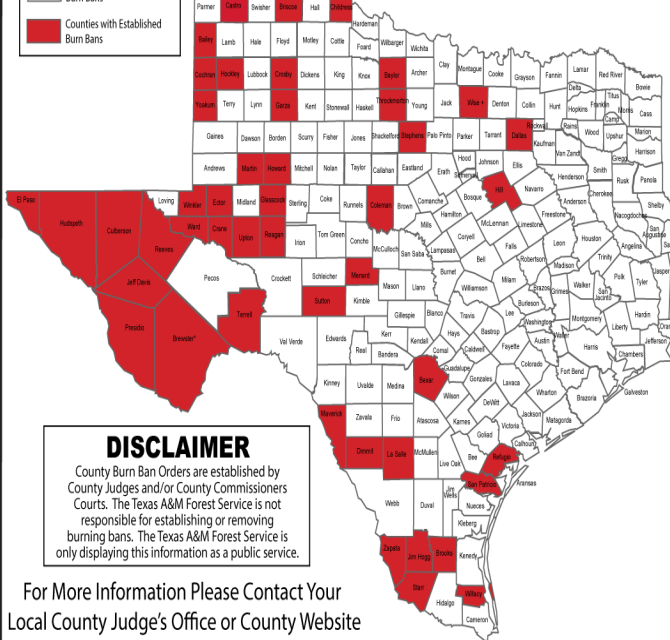 Burn Bans
Counties with Established
Burn Bans
Parmer Castro Swisher Briscoe Hall Childress
Hardeman
Bailey Lamb Hale Floyd Motley Cottle Foard Wilbarger Wichita
Clay Montague Cooke Grayson Fannin Lamar Red River Bowie
Delta Titus
Cochran Hockley Lubbock Crosby Dickens King Knox Baylor Archer
Hunt Hopkins Franklin Morris Cass
Camp
Yoakum Terry Lynn Garza Kent Stonewall Haskell Throckmorton Young Jack Wise + Denton Collin
Rockwall Rains Wood Upshur Marion
Gaines Dawson Borden Scurry Fisher Jones Shackelford Stephens Palo Pinto Parker Tarrant Dallas Kaufman Van Zandt Gregg Harrison
Andrews Martin Howard Mitchell Nolan Taylor Callahan Eastland Erath Hood Somervell Johnson Ellis Henderson Smith Rusk Panola
El Paso Hudspeth Culberson Reeves Loving Winkler Ector Midland Glasscock Sterling Coke Runnels Coleman Brown Comanche Bosque Hill Navarro Anderson Cherokee Shelby
Nacogdoches
Ward Crane Upton Reagan Irion Tom Green Concho McCulloch San Saba Mills Hamilton Lampasas Coryell McLennan Limestone Freestone Leon Houston Angelina San Augustine
Jeff Davis Pecos Crockett Schleicher Menard Mason Llano Burnet Bell Falls Robertson Madison Trinity Polk Tyler Jasper
Presidio Brewster* Terrell Sutton Kimble Gillespie Blanco Williamson Milam Brazos Grimes Walker San Jacinto Hardin
Burleson
Val Verde Edwards Real Kerr Bandera Kendall Hays Travis Lee Washington Montgomery Liberty Jefferson
Bastrop Comal Caldwell Fayette Austin Waller Harris Chambers
Kinney Uvalde Medina Bexar Guadalupe Gonzales Colorado Fort Bend Galveston
Lavaca Wharton Brazoria
Wilson DeWitt Jackson Matagorda
Maverick Zavala Frio Atascosa Karnes Victoria
Goliad Calhoun
Dimmit La Salle McMullen Live Oak Bee Refugio
San Patricio Aransas
Webb Duval Jim Wells Nueces
Kleberg
Zapata Jim Hogg Brooks Kenedy
Starr Hidalgo Willacy
Cameron
DISCLAIMER
County Burn Ban Orders are established by
County Judges and/or County Commissioners
Courts. The Texas A&M Forest Service is not
responsible for establishing or removing
burning bans. The Texas A&M Forest Service is
only displaying this information as a public service.
For More Information Please Contact Your
Local County Judge's Office or County Website